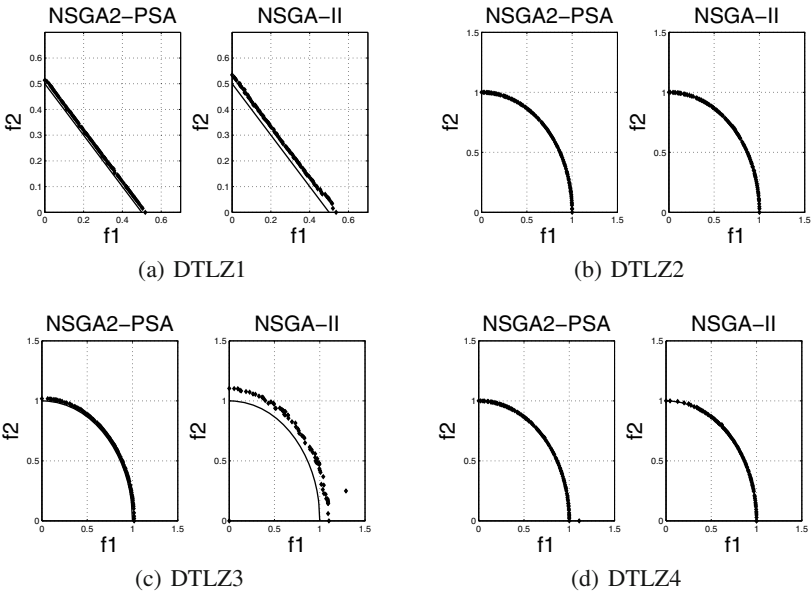 NSGA2-PSA
NSGA-II
0.6
0.5
0.4
0.3
0.2
0.1
0
f2
0 0.2 0.4 0.6
f1
0.6
0.5
0.4
0.3
0.2
0.1
0
f2
0 0.2 0.4 0.6
f1
(a) DTLZ1
NSGA2-PSA
NSGA-II
1.5
1
0.5
0
f2
0 0.5 1 1.5
f1
1.5
1
0.5
0
f2
0 0.5 1 1.5
f1
(b) DTLZ2
NSGA2-PSA
NSGA-II
1.5
1
0.5
0
f2
0 0.5 1 1.5
f1
1.5
1
0.5
0
f2
0 0.5 1 1.5
f1
(c) DTLZ3
NSGA2-PSA
NSGA-II
1.5
1
0.5
0
f2
0 0.5 1 1.5
f1
1.5
1
0.5
0
f2
0 0.5 1 1.5
f1
(d) DTLZ4